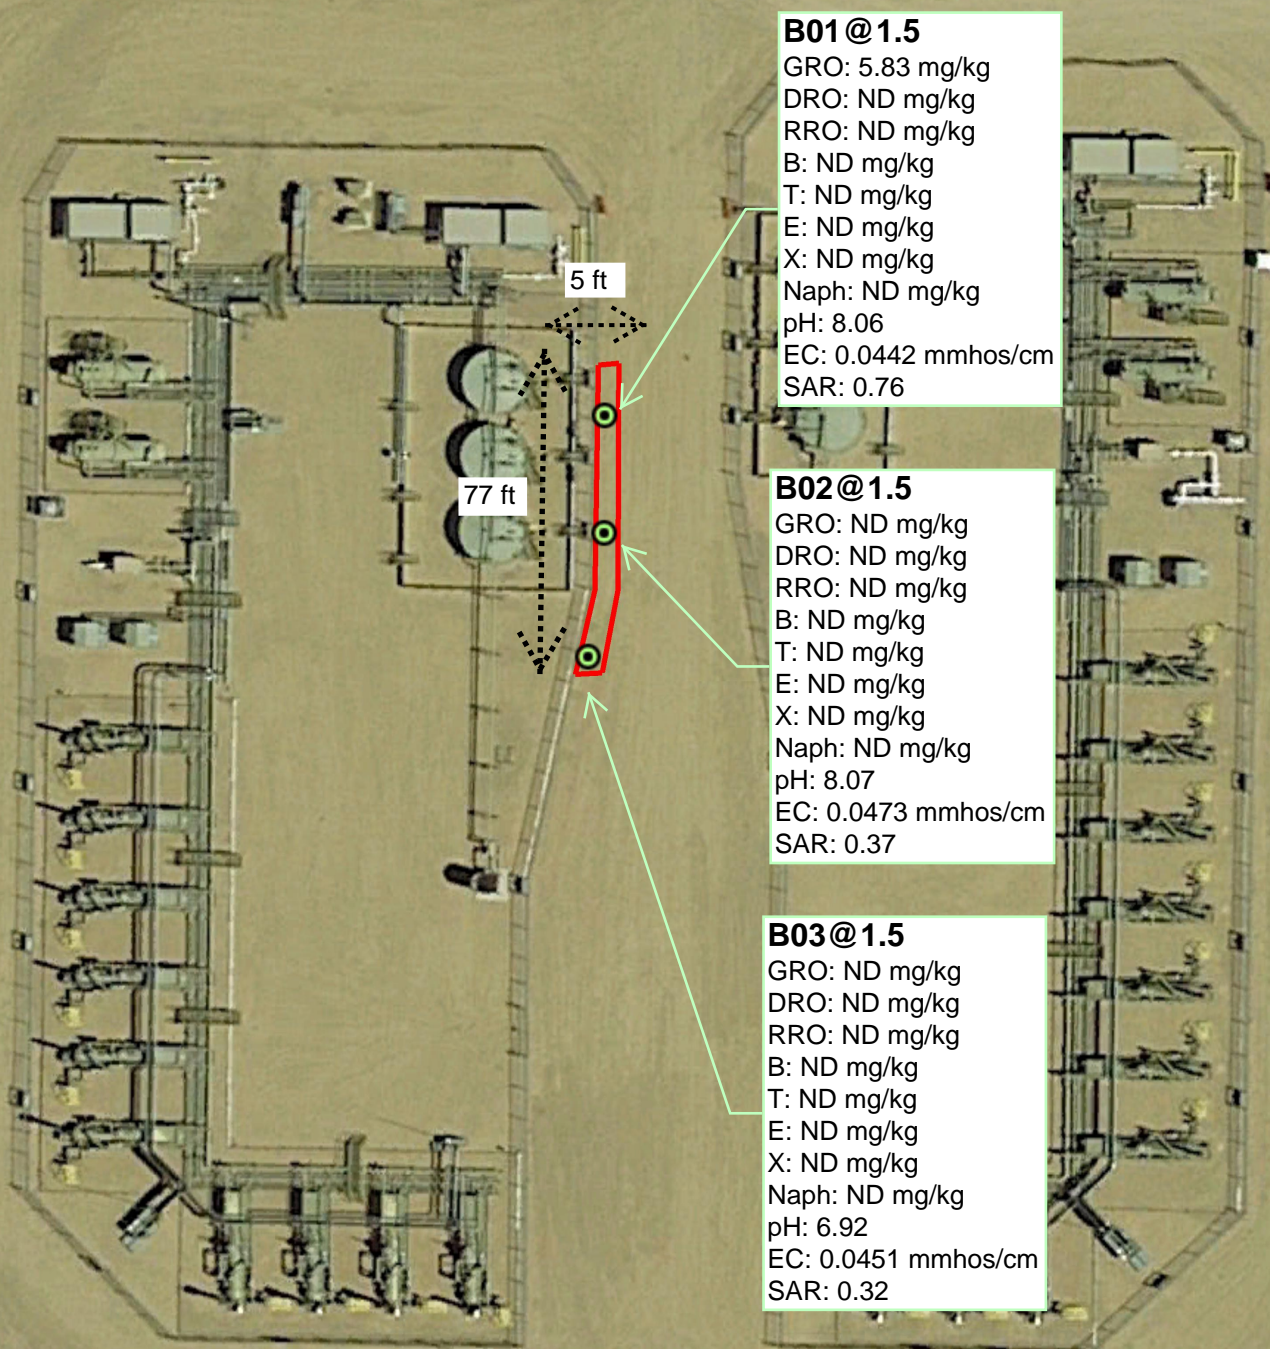 B01@1.5
GRO: 5.83 mg/kg
DRO: ND mg/kg
RRO: ND mg/kg
B: ND mg/kg
T: ND mg/kg
E: ND mg/kg
X: ND mg/kg
Naph: ND mg/kg
pH: 8.06
EC: 0.0442 mmhos/cm
SAR: 0.76
5 ft
77 ft
B02@1.5
GRO: ND mg/kg
DRO: ND mg/kg
RRO: ND mg/kg
B: ND mg/kg
T: ND mg/kg
E: ND mg/kg
X: ND mg/kg
Naph: ND mg/kg
pH: 8.07
EC: 0.0473 mmhos/cm
SAR: 0.37
B03@1.5
GRO: ND mg/kg
DRO: ND mg/kg
RRO: ND mg/kg
B: ND mg/kg
T: ND mg/kg
E: ND mg/kg
X: ND mg/kg
Naph: ND mg/kg
pH: 6.92
EC: 0.0451 mmhos/cm
SAR: 0.32